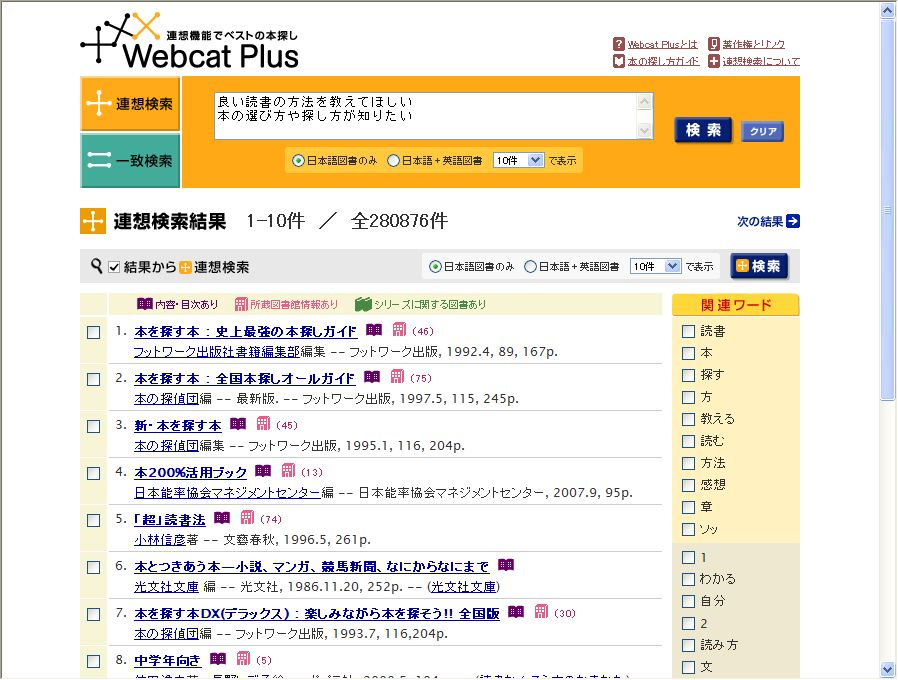 連想機能でベストの本探し
Webcat Plus
Webcat Plusとは
著作権とリンク
本の探し方ガイド
連想検索について
連想検索
一致検索
良い読書の方法を教えてほしい
本の選び方や探し方が知りたい
検索
クリア
日本語図書のみ 日本語+英語図書 10件 で表示
連想検索結果 1-10件 / 全280876件
次の結果
結果から 連想検索
日本語図書のみ 日本語+英語図書 10件 で表示
検索
内容・目次あり 所蔵図書館情報あり シリーズに関する図書あり
1. 本を探す本 : 史上最強の本探しガイド (46)
フットワーク出版社書籍編集部編集 -- フットワーク出版, 1992.4, 89, 167p.
2. 本を探す本 : 全国本探しオールガイド (75)
本の探偵団編 -- 最新版. -- フットワーク出版, 1997.5, 115, 245p.
3. 新・本を探す本 (45)
本の探偵団編集 -- フットワーク出版, 1995.1, 116, 204p.
4. 本200%活用ブック (13)
日本能率協会マネジメントセンター編 -- 日本能率協会マネジメントセンター, 2007.9, 95p.
5. 「超」読書法 (74)
小林信彦著 -- 文藝春秋, 1996.5, 261p.
6. 本とつきあう本―小説、マンガ、競馬新聞、なにからなにまで
光文社文庫 編 -- 光文社, 1986.11.20, 252p. -- (光文社文庫)
7. 本を探す本DX(デラックス) : 楽しみながら本を探そう!! 全国版 (30)
本の探偵団編 -- フットワーク出版, 1993.7, 116,204p.
8. 中学年向き (5)
関連ワード
読書
本
探す
方
教える
読む
方法
感想
章
ソッ
1
わかる
自分
2
読み方
文